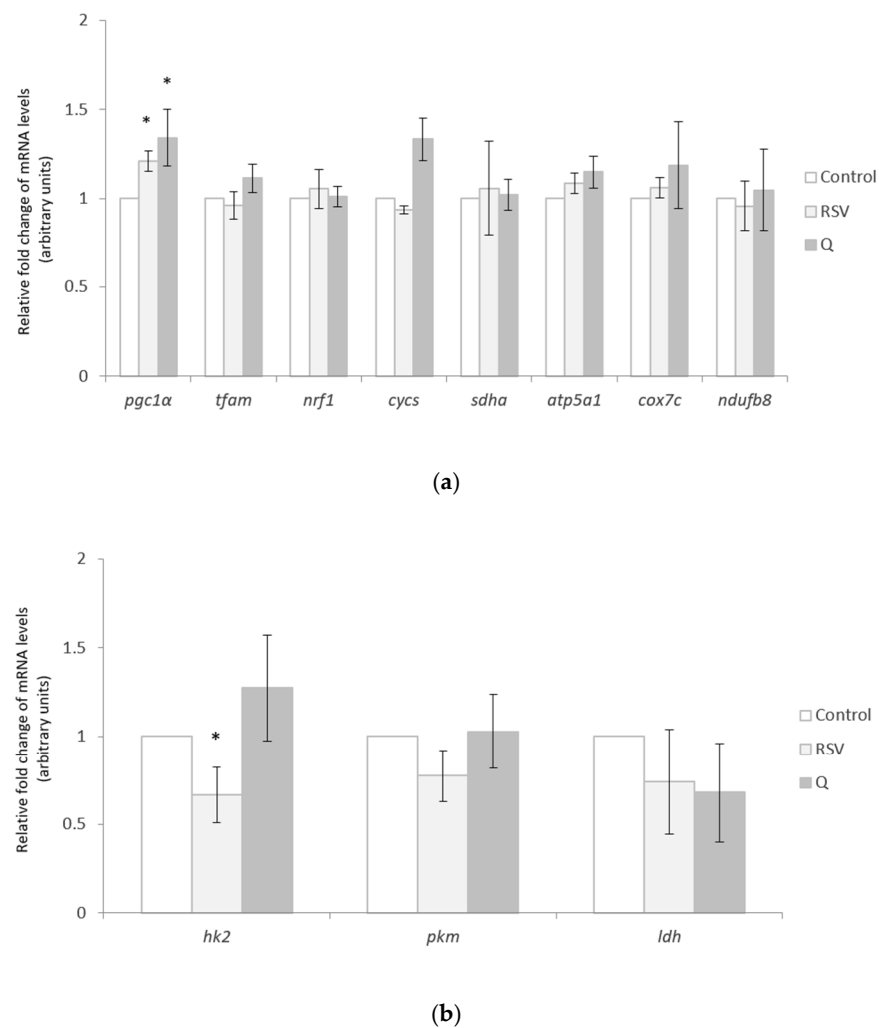 Relative fold change of mRNA levels
(arbitrary units)
2
1.5
1
0.5
0
*
*
pgc1α
tfam
nrf1
cycs
sdha
atp5a1
cox7c
ndufb8
Control
RSV
Q
(a)
Relative fold change of mRNA levels
(arbitrary units)
2
1.5
1
0.5
0
*
hk2
pkm
ldh
Control
RSV
Q
(b)